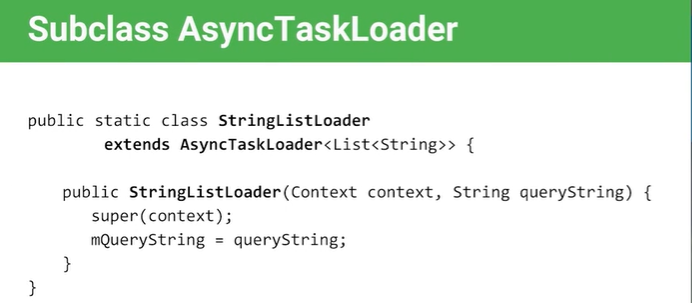 Subclass AsyncTaskLoader
public static class StringListLoader
extends AsyncTaskLoader<List<String>> {
public StringListLoader(Context context, String queryString) {
super(context);
mQueryString = queryString;
}
}